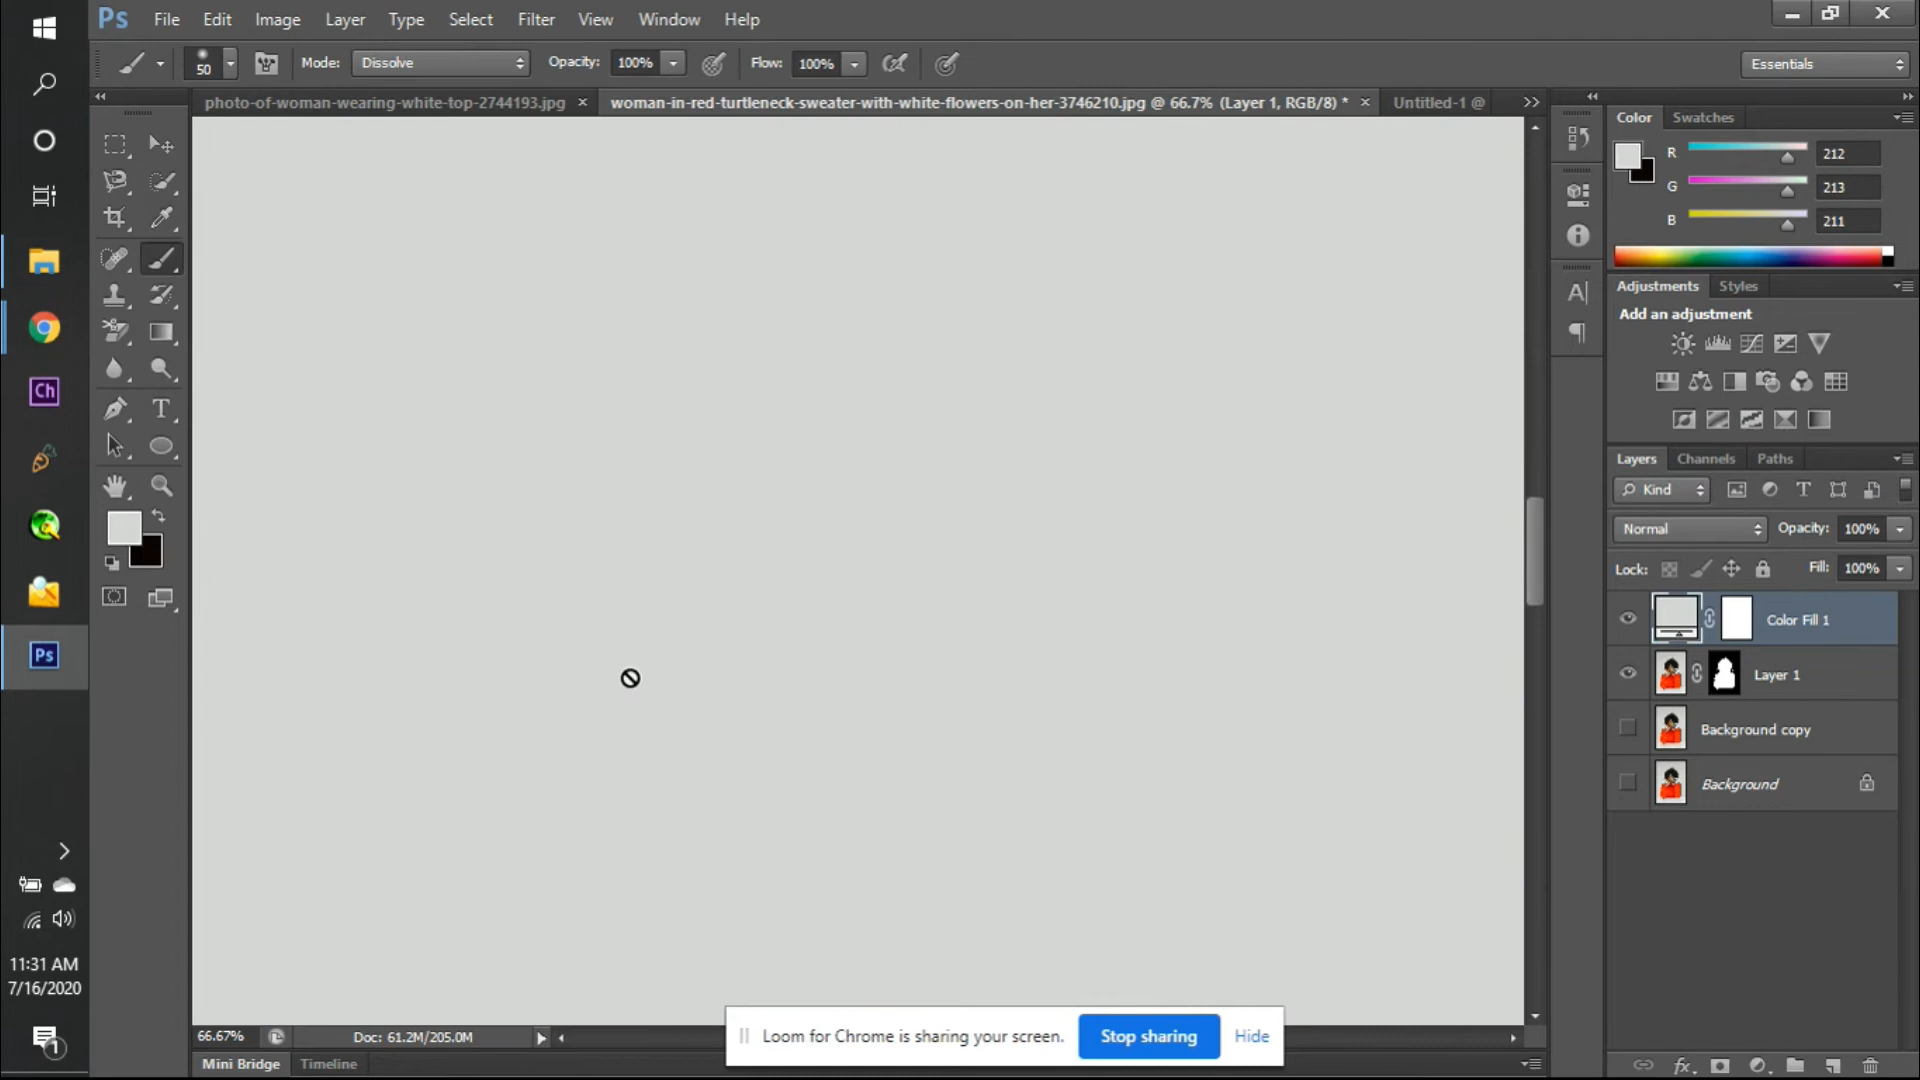 Ps File Edit Image Layer Type Select Filter View Window Help
50 Mode: Dissolve Opacity: 100% Flow: 100% Essentials
photo-of-woman-wearing-white-top-2744193.jpg × woman-in-red-turtleneck-sweater-with-white-flowers-on-her-3746210.jpg @ 66.7% (Layer 1, RGB/8) * × Untitled-1 @ >>
Color Swatches
R 212
G 213
B 211
Adjustments Styles
Add an adjustment
Ch
T
A
Layers Channels Paths
Kind T
Normal Opacity: 100%
Lock: Fill: 100%
Color Fill 1
Layer 1
Background copy
Background
Ps
11:31 AM
7/16/2020
1
66.67% Doc: 61.2M/205.0M
Loom for Chrome is sharing your screen. Stop sharing Hide
Mini Bridge Timeline
fx